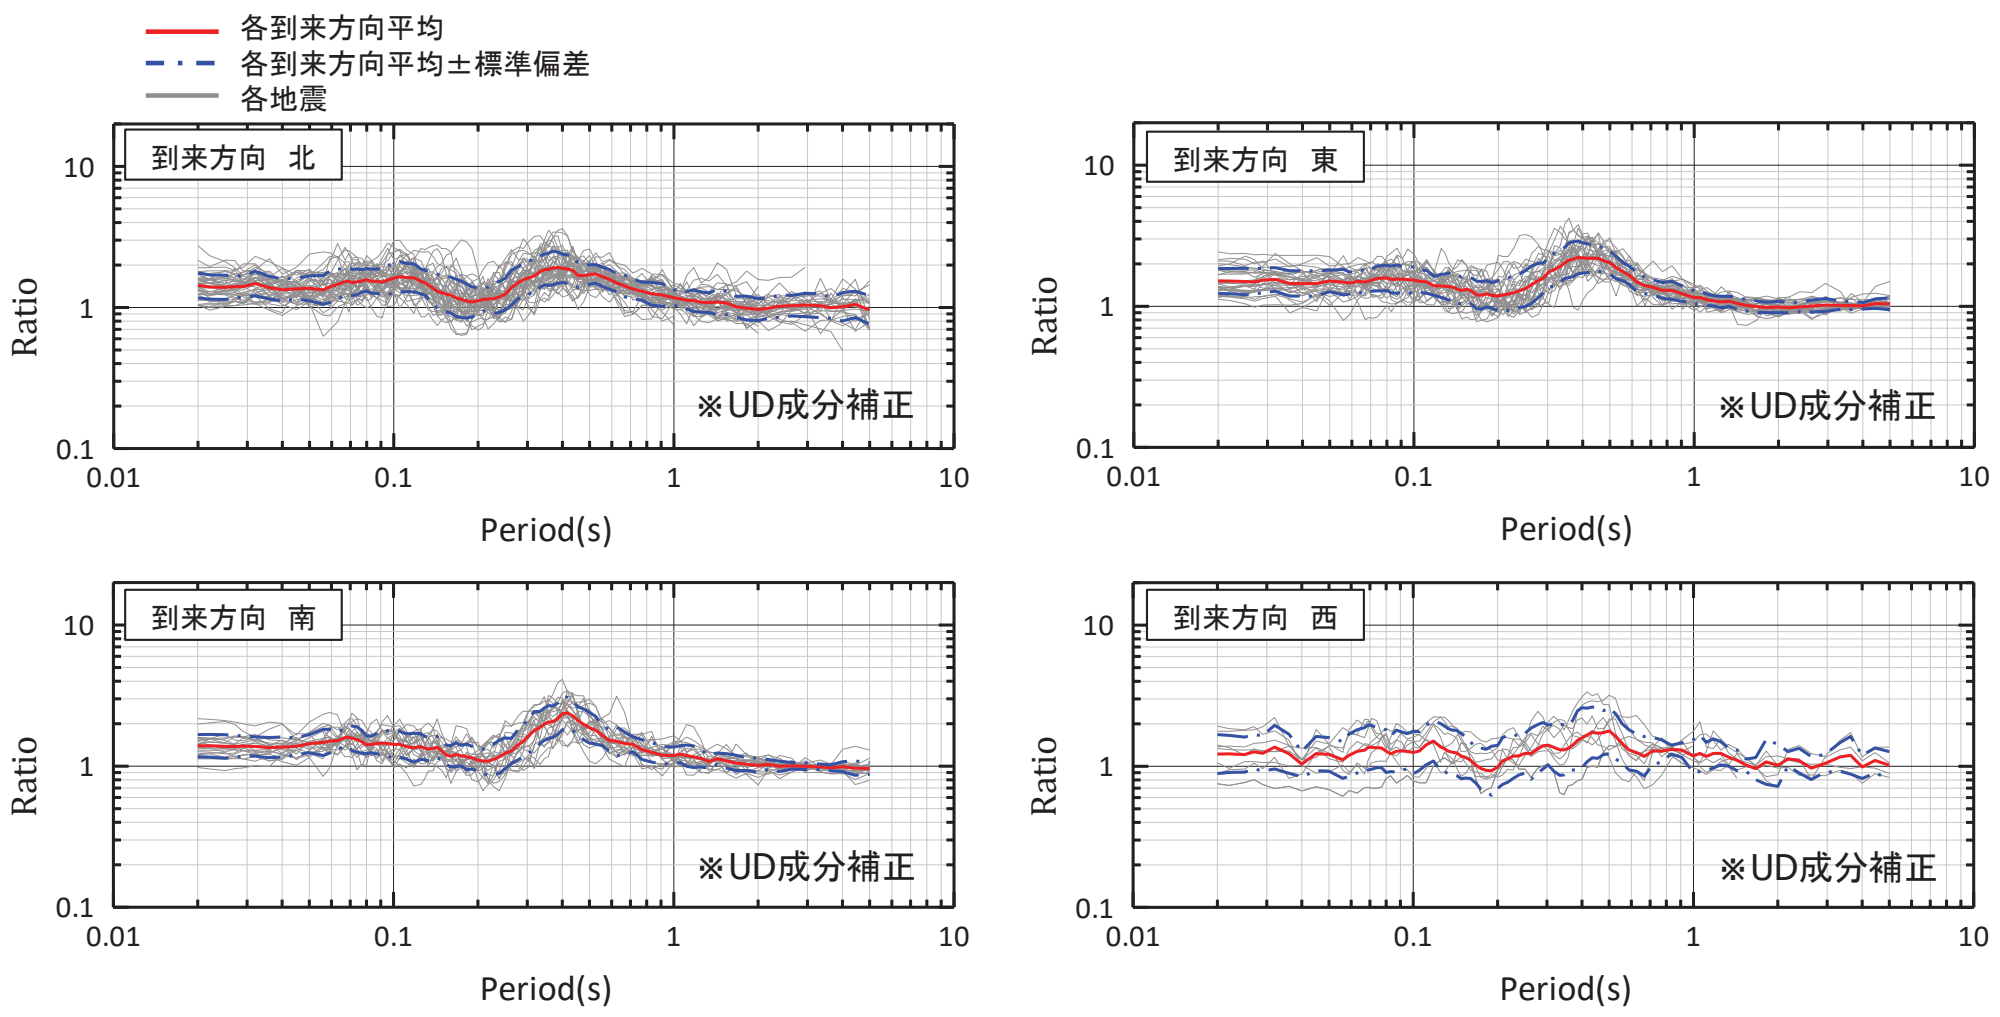 各到来方向平均
各到来方向平均±標準偏差
各地震
到来方向 北
10
1
0.1
Ratio
※UD成分補正
0.01 0.1 1 10
Period(s)
到来方向 東
10
1
0.1
Ratio
※UD成分補正
0.01 0.1 1 10
Period(s)
到来方向 南
10
1
0.1
Ratio
※UD成分補正
0.01 0.1 1 10
Period(s)
到来方向 西
10
1
0.1
Ratio
※UD成分補正
0.01 0.1 1 10
Period(s)